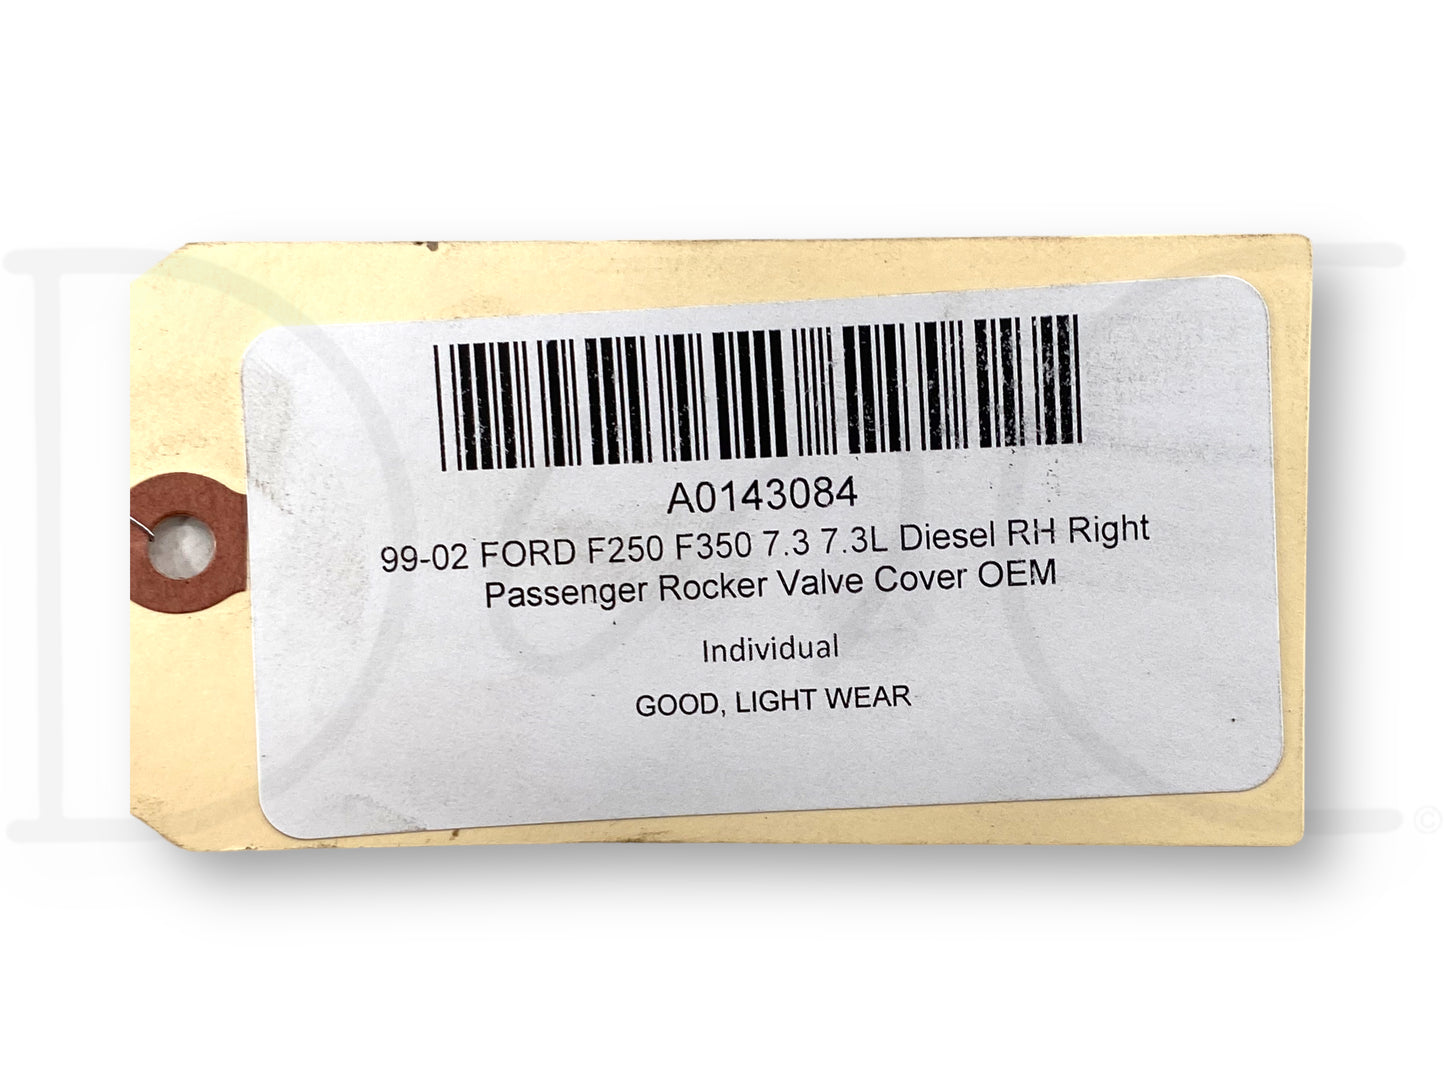 A0143084
99-02 FORD F250 F350 7.3 7.3L Diesel RH Right
Passenger Rocker Valve Cover OEM
Individual
GOOD, LIGHT WEAR
D&E
©